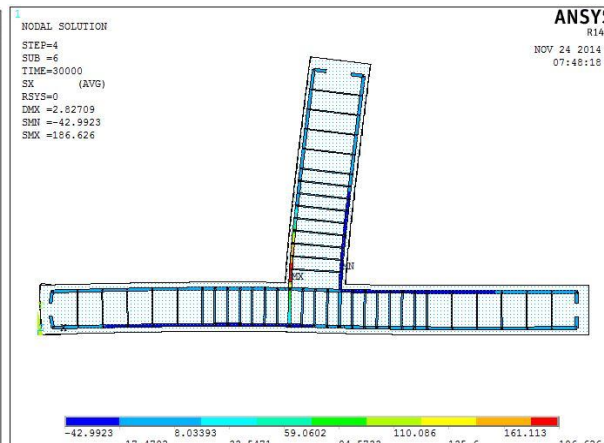 1
NODAL SOLUTION
STEP=4
SUB =6
TIME=30000
SX (AVG)
RSYS=0
DMX =2.82709
SMN =-42.9923
SMX =186.626
ANSYS
R14
NOV 24 2014
07:48:18
MN
MX
X
-42.9923 8.03393 59.0602 110.086 161.113